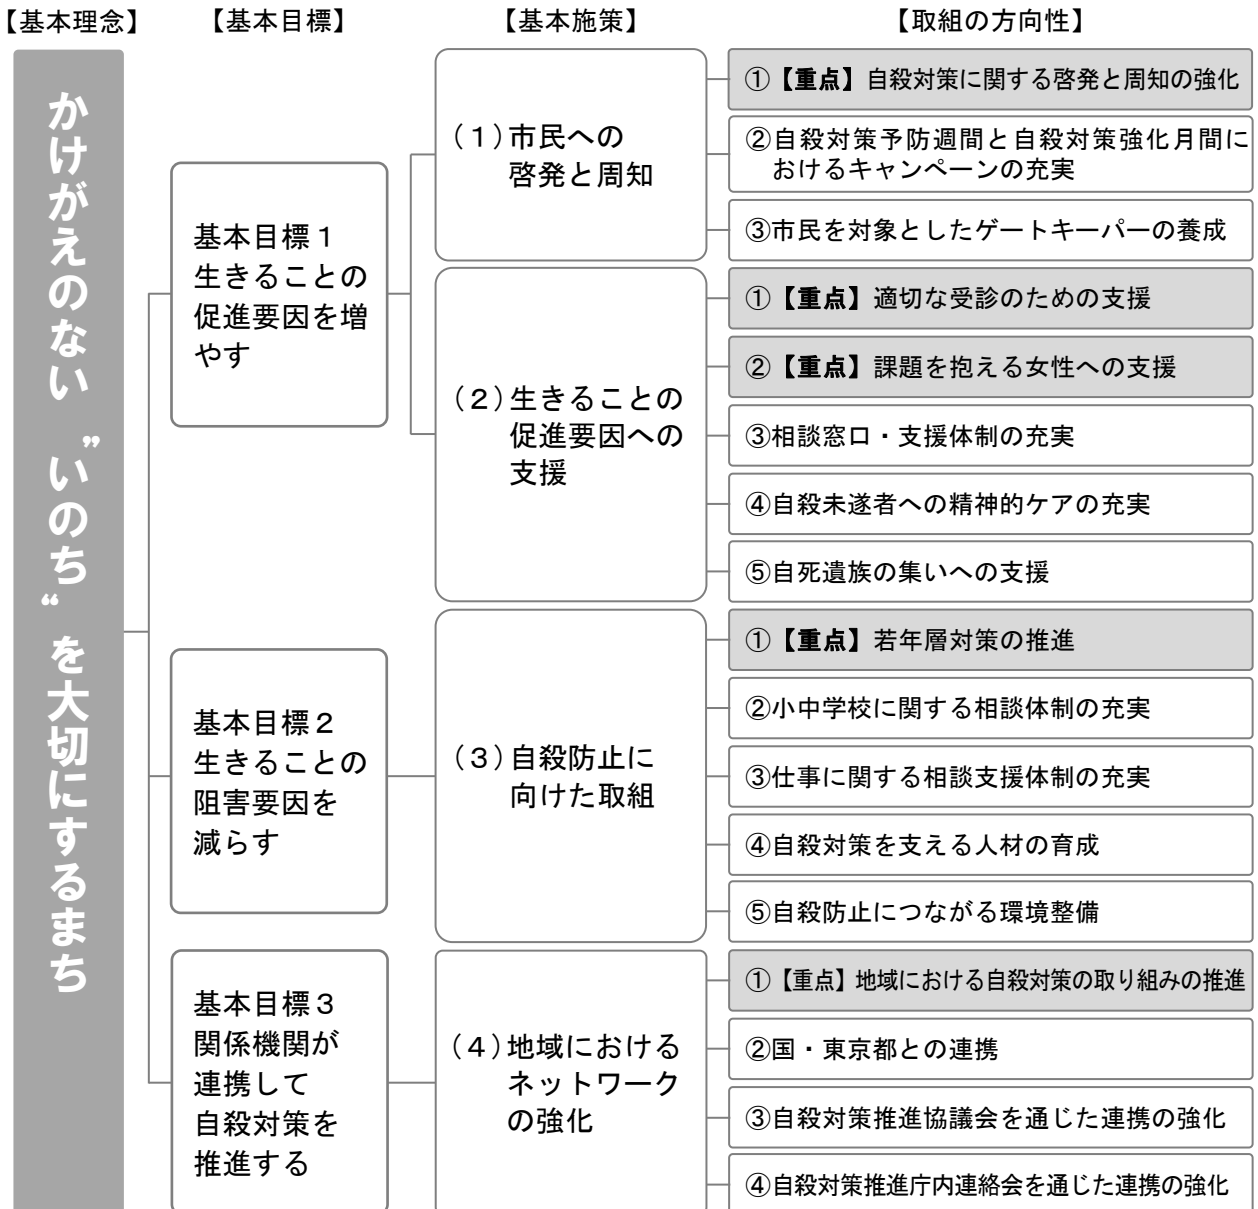 【基本理念】
【基本目標】
【基本施策】
【取組の方向性】
かけがえのない〝いのち〟を大切にするまち
基本目標１
生きることの
促進要因を増
やす
（１）市民への
啓発と周知
①【重点】自殺対策に関する啓発と周知の強化
②自殺対策予防週間と自殺対策強化月間に
おけるキャンペーンの充実
③市民を対象としたゲートキーパーの養成
（２）生きることの
促進要因への
支援
①【重点】適切な受診のための支援
②【重点】課題を抱える女性への支援
③相談窓口・支援体制の充実
④自殺未遂者への精神的ケアの充実
⑤自死遺族の集いへの支援
基本目標２
生きることの
阻害要因を
減らす
（３）自殺防止に
向けた取組
①【重点】若年層対策の推進
②小中学校に関する相談体制の充実
③仕事に関する相談支援体制の充実
④自殺対策を支える人材の育成
⑤自殺防止につながる環境整備
基本目標３
関係機関が
連携して
自殺対策を
推進する
（４）地域における
ネットワーク
の強化
①【重点】地域における自殺対策の取り組みの推進
②国・東京都との連携
③自殺対策推進協議会を通じた連携の強化
④自殺対策推進庁内連絡会を通じた連携の強化